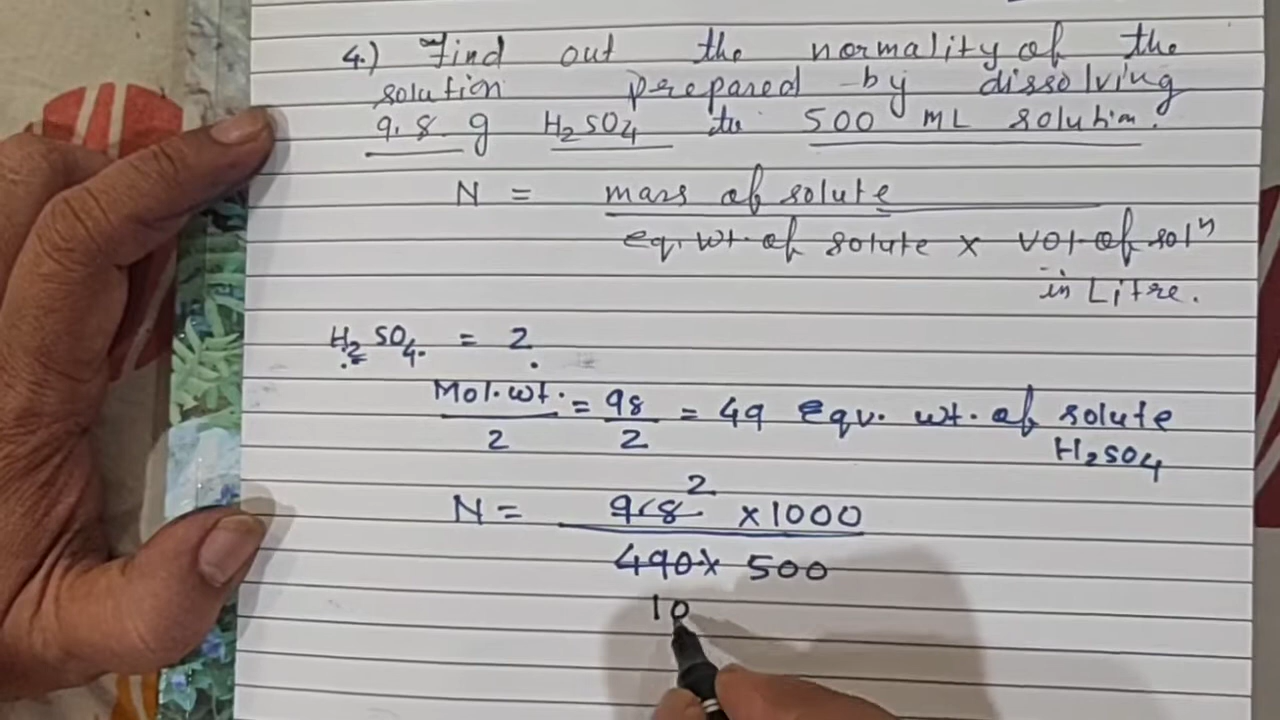 4.) Find out the normality of the
solution prepared by dissolving
9.8 g H2SO4 to 500 ML solution.
N = mass of solute
eq. wt. of solute x vol. of solⁿ
in Litre.
H2SO4. = 2.
Mol. wt. = 98 = 49 eqv. wt. of solute
2 2 H2SO4
2
N = 9.8 x 1000
490 x 500
10